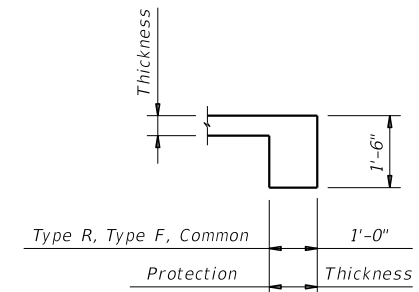 Thickness
1'-6"
Type R, Type F, Common 1'-0"
Protection Thickness